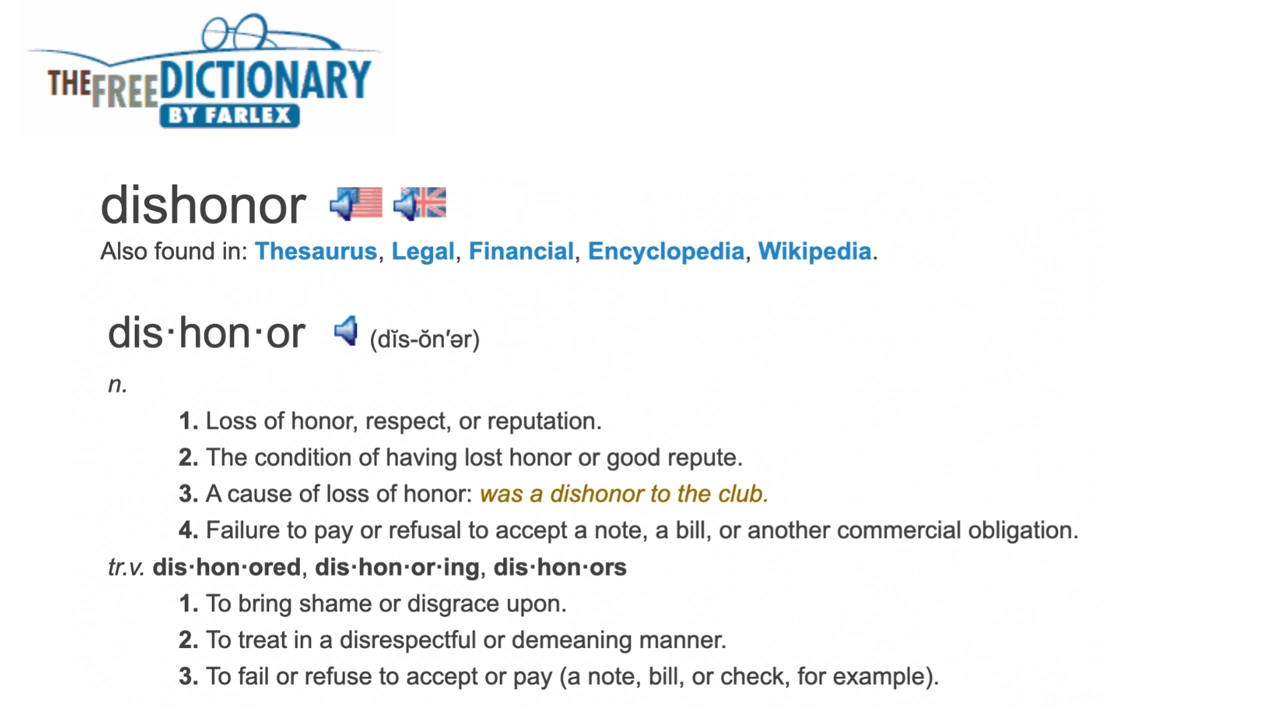 THEFREEDICTIONARY
BY FARLEX
dishonor
Also found in: Thesaurus, Legal, Financial, Encyclopedia, Wikipedia.
dis·hon·or (dĭs-ŏn′ər)
n.
1. Loss of honor, respect, or reputation.
2. The condition of having lost honor or good repute.
3. A cause of loss of honor: was a dishonor to the club.
4. Failure to pay or refusal to accept a note, a bill, or another commercial obligation.
tr.v. dis·hon·ored, dis·hon·or·ing, dis·hon·ors
1. To bring shame or disgrace upon.
2. To treat in a disrespectful or demeaning manner.
3. To fail or refuse to accept or pay (a note, bill, or check, for example).